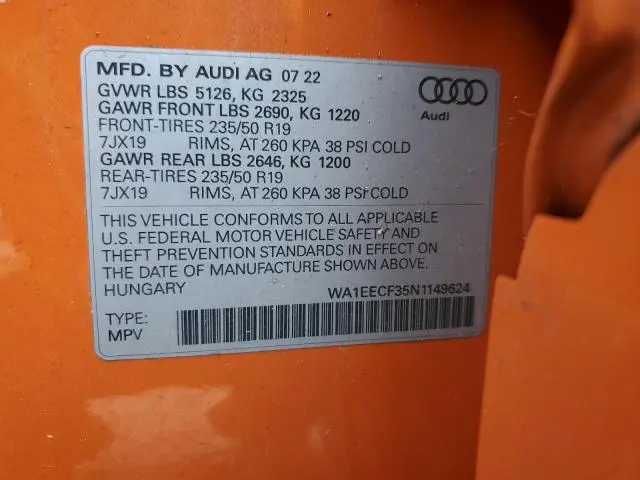 MFD. BY AUDI AG 07 22
GVWR LBS 5126, KG 2325
GAWR FRONT LBS 2690, KG 1220
FRONT-TIRES 235/50 R19
7JX19 RIMS, AT 260 KPA 38 PSI COLD
GAWR REAR LBS 2646, KG 1200
REAR-TIRES 235/50 R19
7JX19 RIMS, AT 260 KPA 38 PSI COLD
Audi
THIS VEHICLE CONFORMS TO ALL APPLICABLE
U.S. FEDERAL MOTOR VEHICLE SAFETY AND
THEFT PREVENTION STANDARDS IN EFFECT ON
THE DATE OF MANUFACTURE SHOWN ABOVE.
HUNGARY WA1EECF35N1149624
TYPE:
MPV